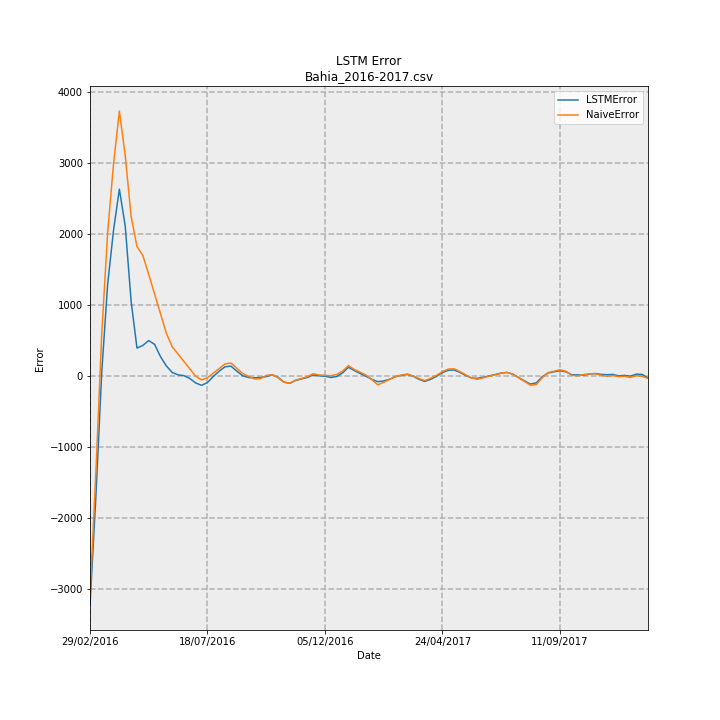 LSTM Error
Bahia_2016-2017.csv
LSTMError
NaiveError
4000
3000
2000
1000
0
−1000
−2000
−3000
Error
29/02/2016
18/07/2016
05/12/2016
24/04/2017
11/09/2017
Date